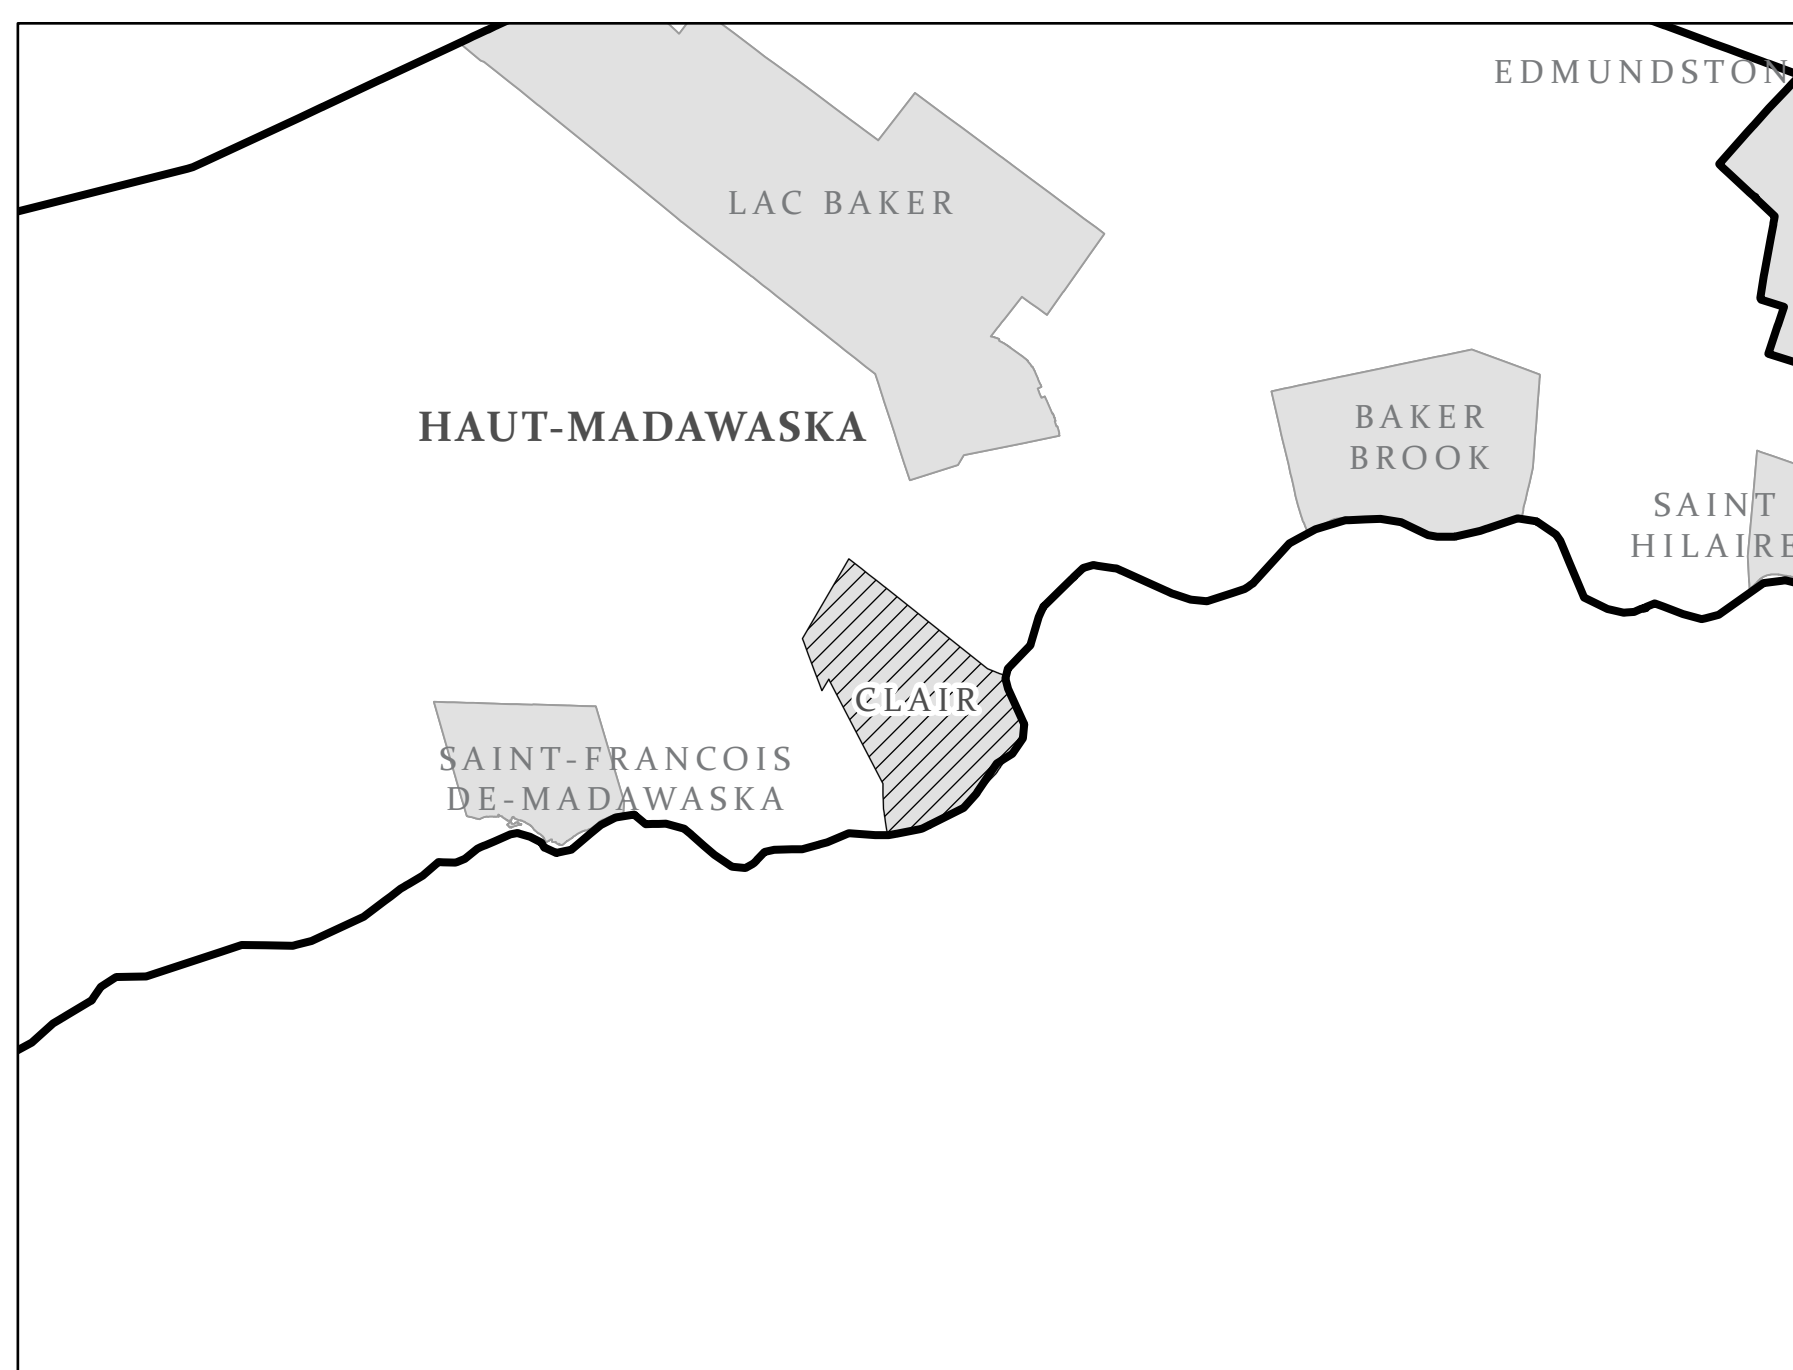 EDMUNDSTON
LAC BAKER
HAUT-MADAWASKA
BAKER
BROOK
SAINT
HILAIRE
CLAIR
SAINT-FRANCOIS
DE-MADAWASKA